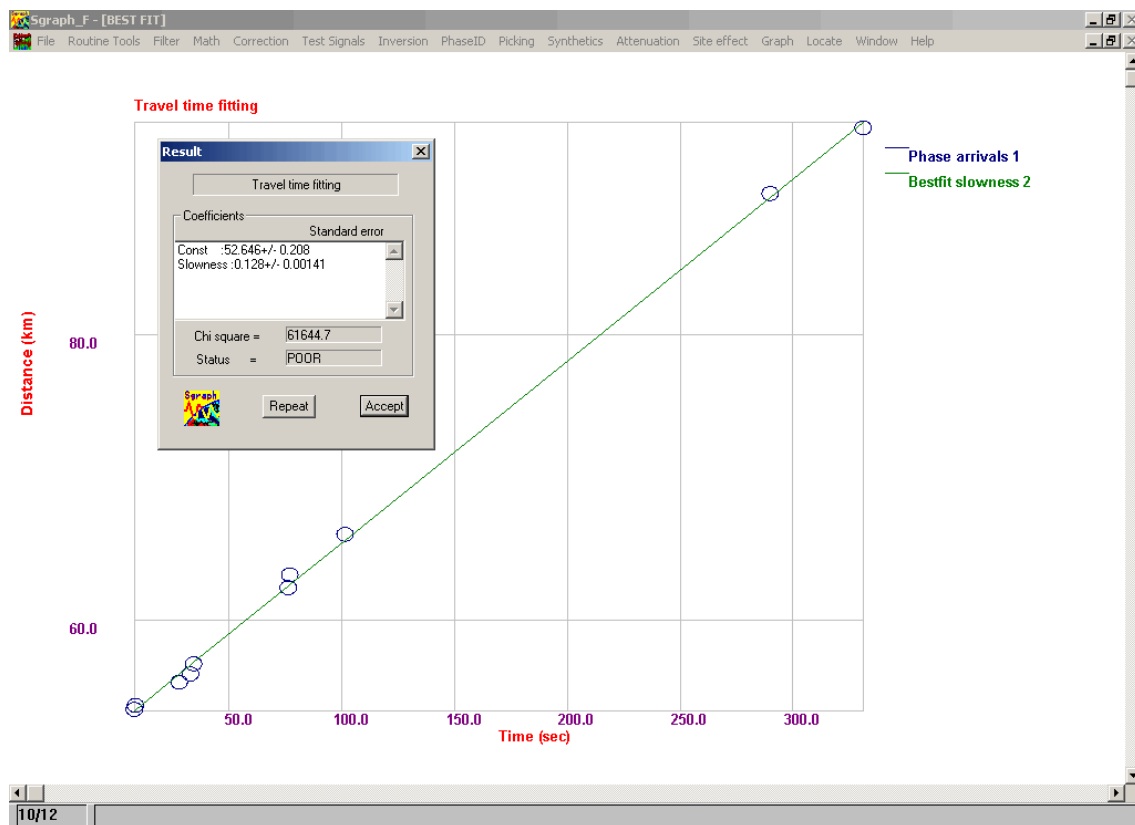 Sgraph_F - [BEST FIT]
File Routine Tools Filter Math Correction Test Signals Inversion PhaseID Picking Synthetics Attenuation Site effect Graph Locate Window Help
Travel time fitting
Result
Travel time fitting
Coefficients
Standard error
Const :52.646+/- 0.208
Slowness :0.128+/- 0.00141
Chi square = 61644.7
Status = POOR
Sgraph
Repeat
Accept
Phase arrivals 1
Bestfit slowness 2
Distance (km)
80.0
60.0
50.0 100.0 150.0 200.0 250.0 300.0
Time (sec)
10/12